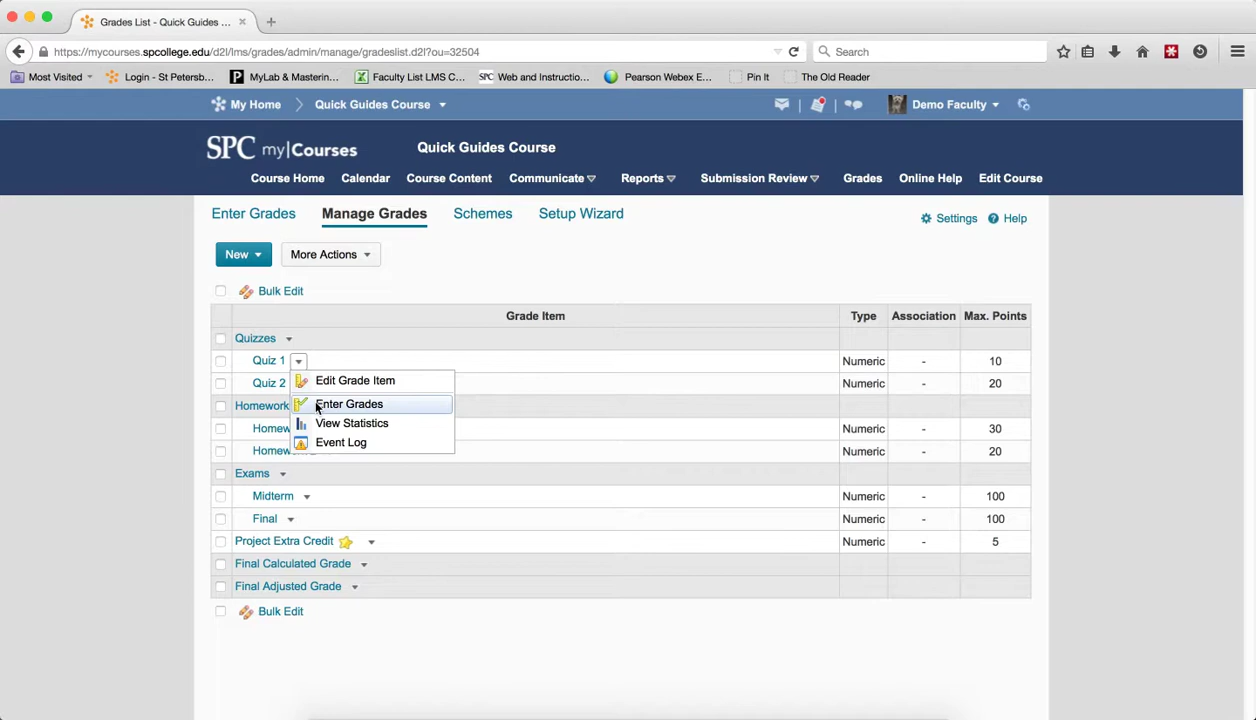 Grades List - Quick Guides ...
https://mycourses.spcollege.edu/d2l/lms/grades/admin/manage/gradeslist.d2l?ou=32504
Search
Most Visited
Login - St Petersb...
MyLab & Mastering...
Faculty List LMS C...
SPC Web and Instructio...
Pearson Webex E...
Pin It
The Old Reader
My Home
Quick Guides Course
Demo Faculty
SPC my|Courses
Quick Guides Course
Course Home
Calendar
Course Content
Communicate
Reports
Submission Review
Grades
Online Help
Edit Course
Enter Grades
Manage Grades
Schemes
Setup Wizard
Settings
Help
New
More Actions
Bulk Edit
Grade Item Type Association Max. Points
Quizzes
Quiz 1 Numeric - 10
Edit Grade Item
Quiz 2 Numeric - 20
Homework
Enter Grades
View Statistics
Homew Numeric - 30
Event Log
Numeric - 20
Exams
Midterm Numeric - 100
Final Numeric - 100
Project Extra Credit Numeric - 5
Final Calculated Grade
Final Adjusted Grade
Bulk Edit